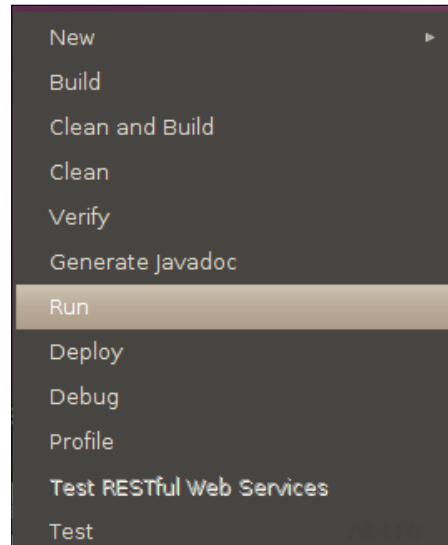 New
Build
Clean and Build
Clean
Verify
Generate Javadoc
Run
Deploy
Debug
Profile
Test RESTful Web Services
Test